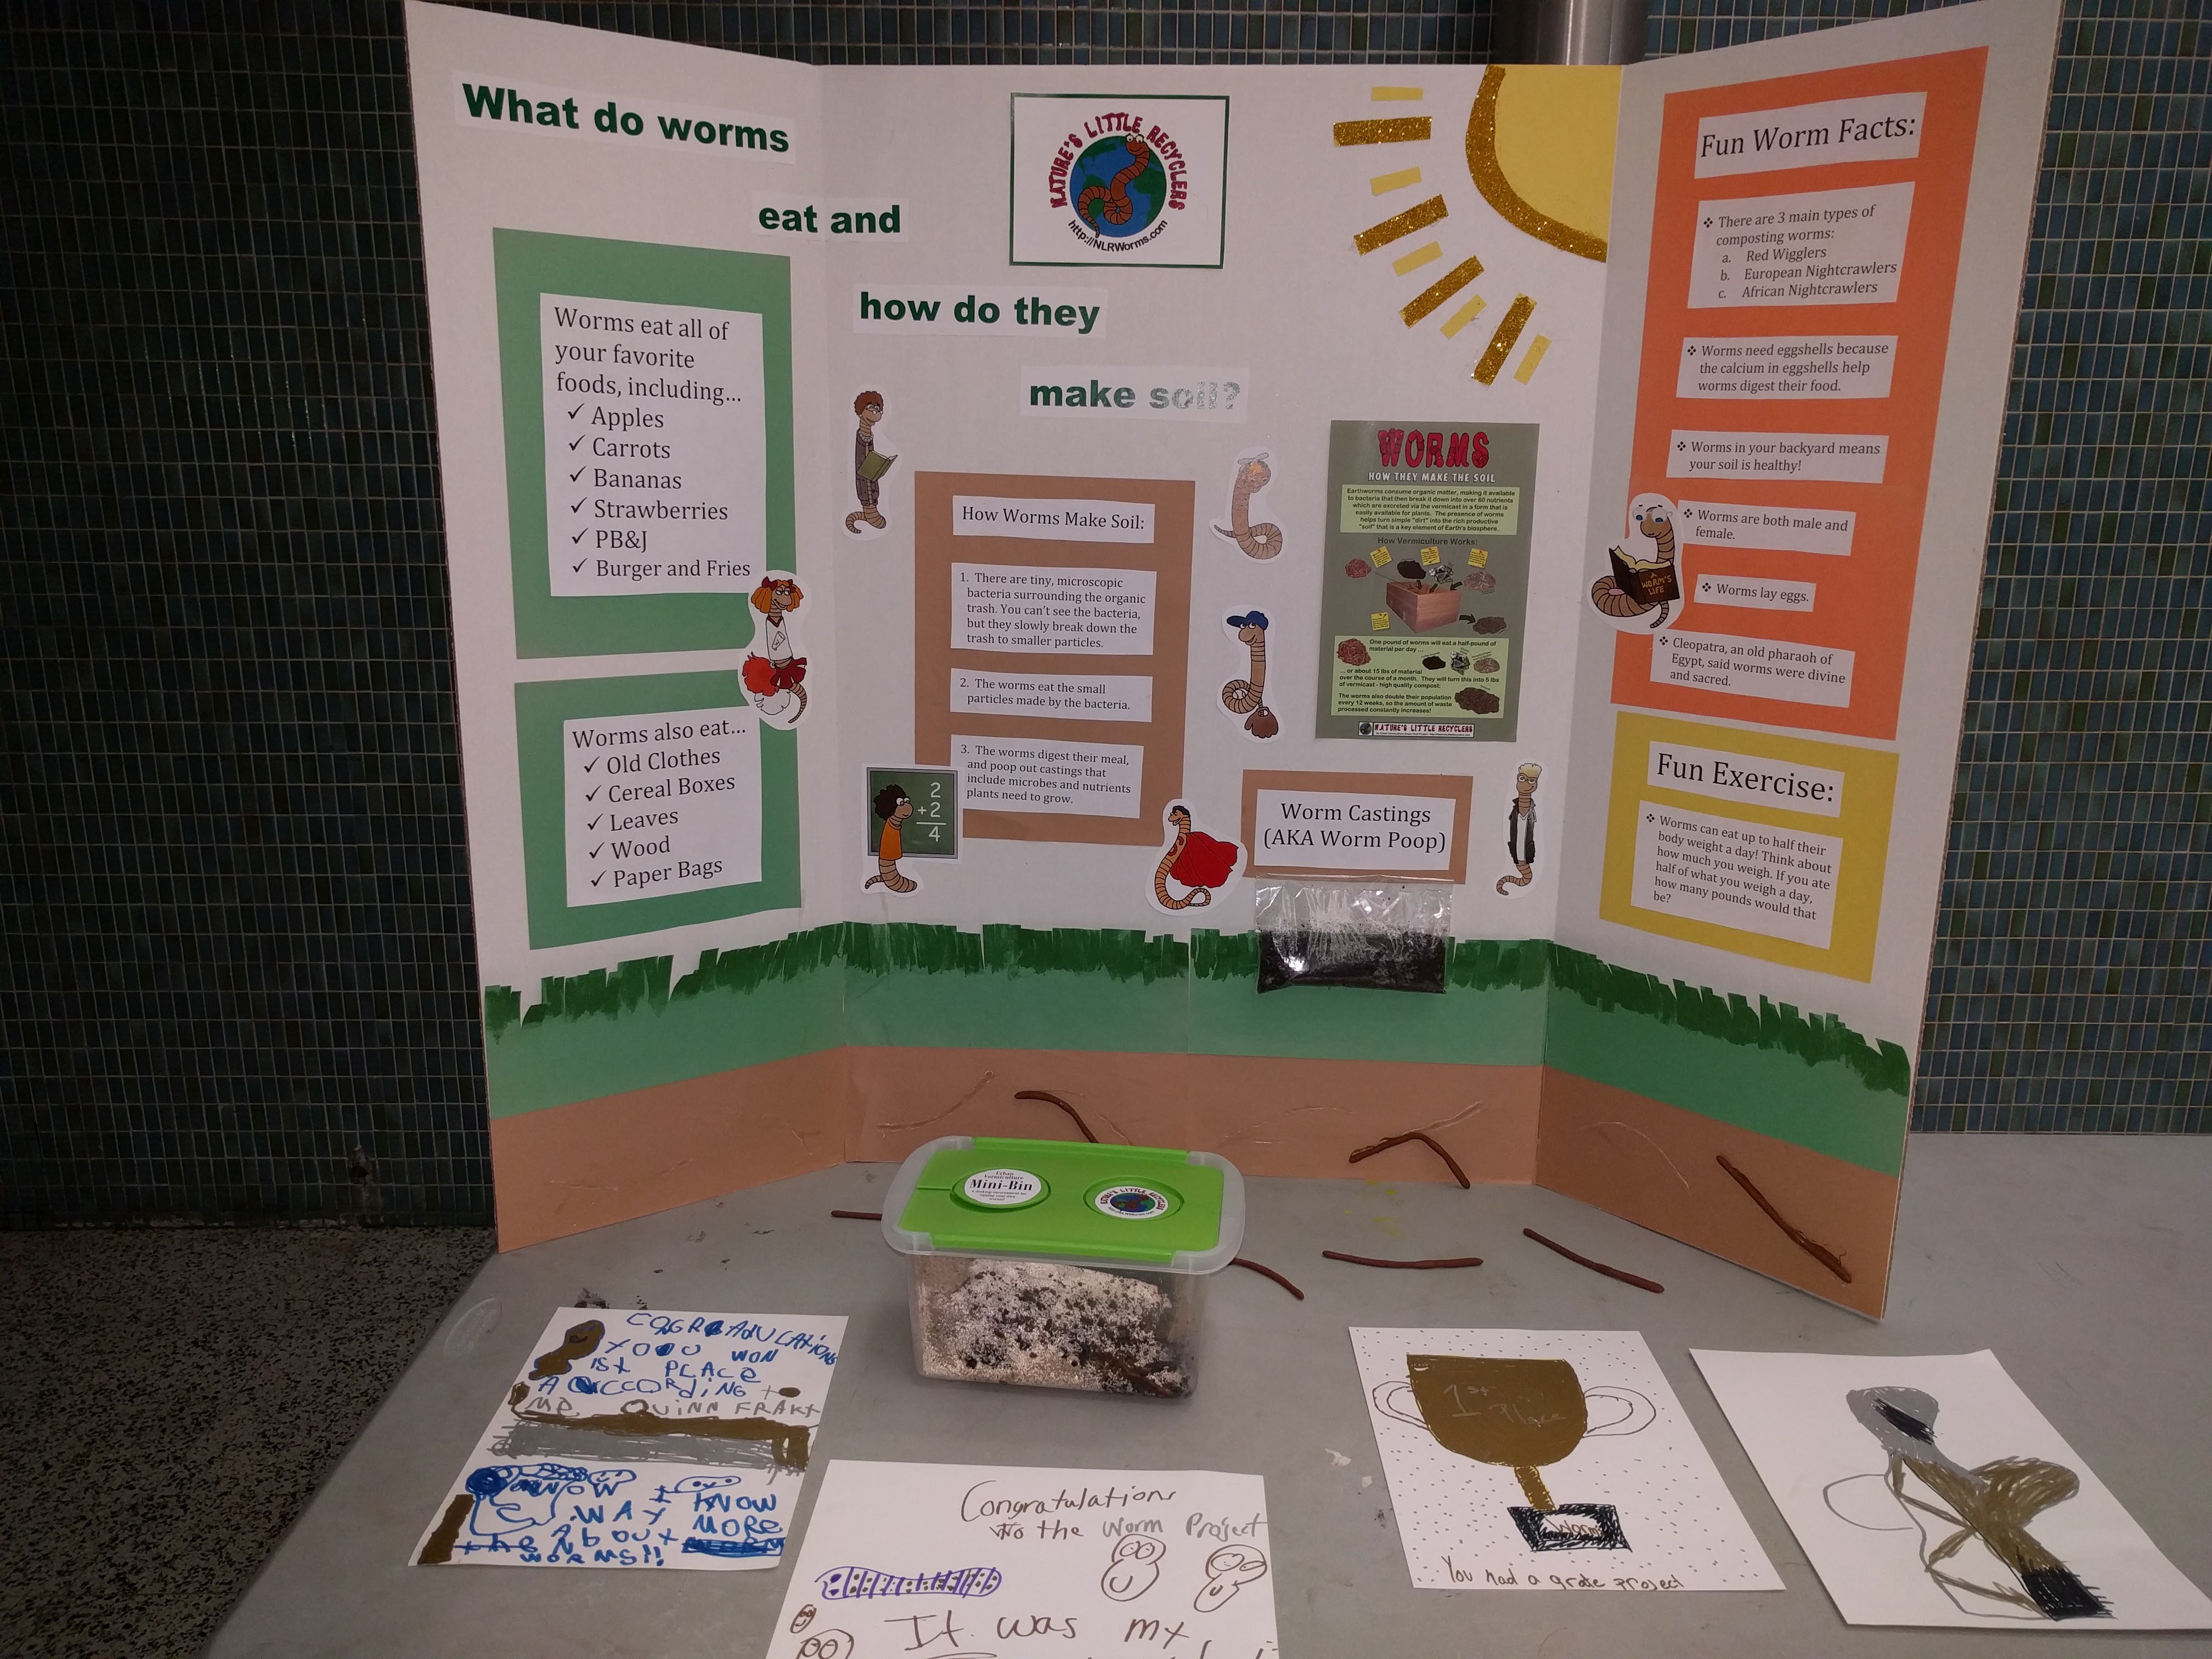 What do worms
eat and
how do they
make soil?
NATURE'S LITTLE RECYCLERS
http://NLRWorms.com
Worms eat all of
your favorite
foods, including...
✓ Apples
✓ Carrots
✓ Bananas
✓ Strawberries
✓ PB&J
✓ Burger and Fries
Worms also eat...
✓ Old Clothes
✓ Cereal Boxes
✓ Leaves
✓ Wood
✓ Paper Bags
How Worms Make Soil:
1. There are tiny, microscopic
bacteria surrounding the organic
trash. You can't see the bacteria,
but they slowly break down the
trash to smaller particles.
2. The worms eat the small
particles made by the bacteria.
3. The worms digest their meal,
and poop out castings that
include microbes and nutrients
plants need to grow.
2
+2
4
WORMS
HOW THEY MAKE THE SOIL
Earthworms consume organic matter, making it available
to bacteria that then break it down into over 60 nutrients
which are excreted via the vermicast in a form that is
easily available for plants. The presence of worms
helps turn simple "dirt" into the rich productive
"soil" that is a key element of Earth's biosphere.
How Vermiculture Works:
One pound of worms will eat a half-pound of
material per day ...
... or about 15 lbs of material
over the course of a month. They will turn this into 5 lbs
of vermicast - high quality compost:
The worms also double their population
every 12 weeks, so the amount of waste
processed constantly increases!
NATURE'S LITTLE RECYCLERS
Worm Castings
(AKA Worm Poop)
Fun Worm Facts:
❖ There are 3 main types of
composting worms:
a. Red Wigglers
b. European Nightcrawlers
c. African Nightcrawlers
❖ Worms need eggshells because
the calcium in eggshells help
worms digest their food.
❖ Worms in your backyard means
your soil is healthy!
❖ Worms are both male and
female.
❖ Worms lay eggs.
❖ Cleopatra, an old pharaoh of
Egypt, said worms were divine
and sacred.
A
WORM'S
LIFE
Fun Exercise:
❖ Worms can eat up to half their
body weight a day! Think about
how much you weigh. If you ate
half of what you weigh a day,
how many pounds would that
be?
Urban
Vermiculture
Mini-Bin
NATURE'S LITTLE RECYCLERS
YOU WON
1st PLACE
ACCORDING to
MR QUINN FRAKT
NOW
WAY I KNOW
MORE
About
WORMS!!
Congratulations
to the Worm Project
It was my
1st
Place
Worm
You had a grate project